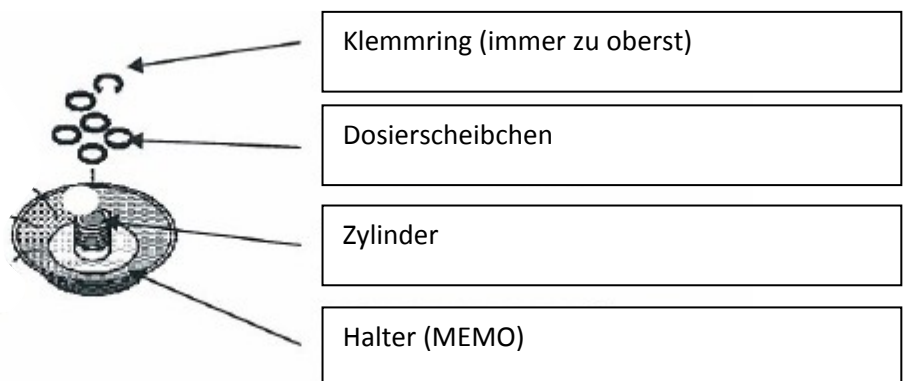 Klemmring (immer zu oberst)
Dosierscheibchen
Zylinder
Halter (MEMO)